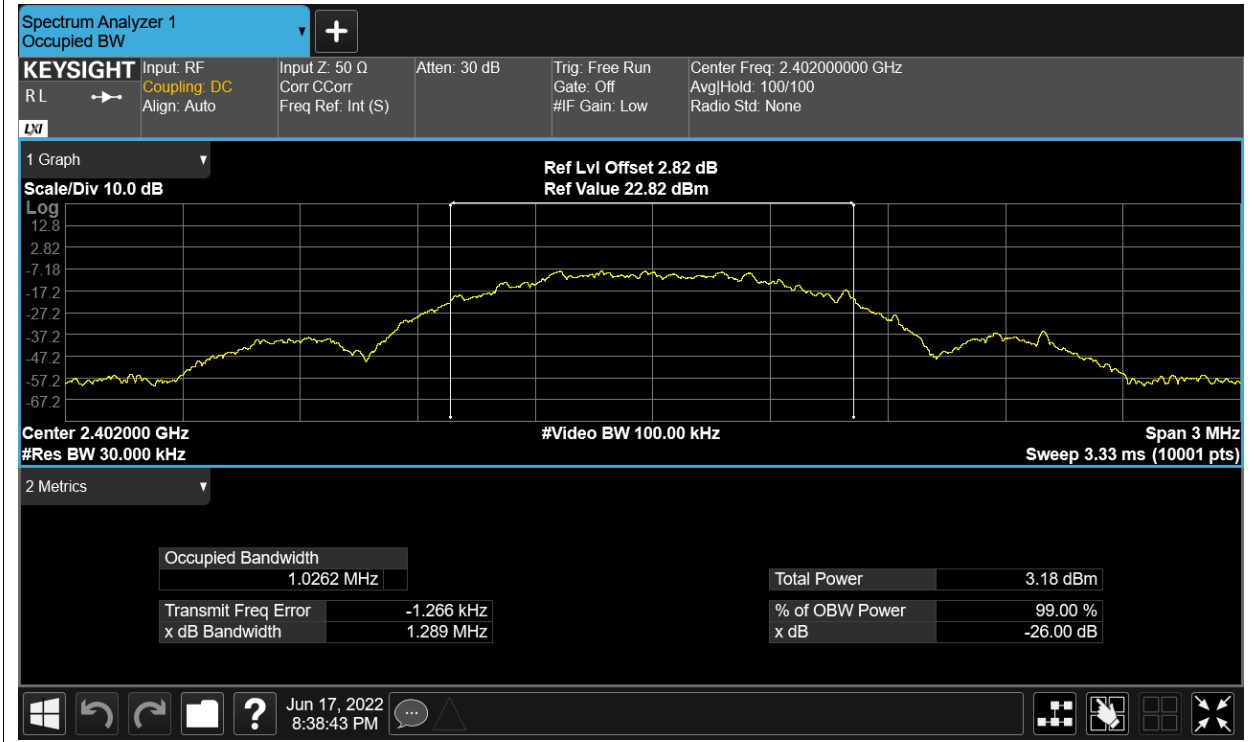 Spectrum Analyzer 1
Occupied BW
KEYSIGHT
R L
LXI
Input: RF
Coupling: DC
Align: Auto
Input Z: 50 Ω
Corr CCorr
Freq Ref: Int (S)
Atten: 30 dB
Trig: Free Run
Gate: Off
#IF Gain: Low
Center Freq: 2.402000000 GHz
Avg|Hold: 100/100
Radio Std: None
1 Graph
Scale/Div 10.0 dB
Ref Lvl Offset 2.82 dB
Ref Value 22.82 dBm
Log
12.8
2.82
-7.18
-17.2
-27.2
-37.2
-47.2
-57.2
-67.2
Center 2.402000 GHz
#Res BW 30.000 kHz
#Video BW 100.00 kHz
Span 3 MHz
Sweep 3.33 ms (10001 pts)
2 Metrics
Occupied Bandwidth
1.0262 MHz
Transmit Freq Error -1.266 kHz
x dB Bandwidth 1.289 MHz
Total Power 3.18 dBm
% of OBW Power 99.00 %
x dB -26.00 dB
?
Jun 17, 2022
8:38:43 PM